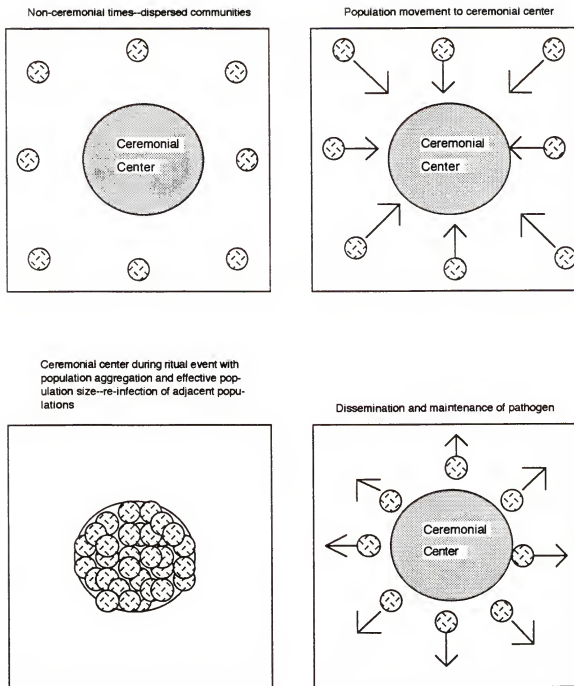 Non-ceremonial times--dispersed communities
Population movement to ceremonial center
Ceremonial
Center
Ceremonial
Center
Ceremonial center during ritual event with
population aggregation and effective pop-
ulation size--re-infection of adjacent popu-
lations
Dissemination and maintenance of pathogen
Ceremonial
Center